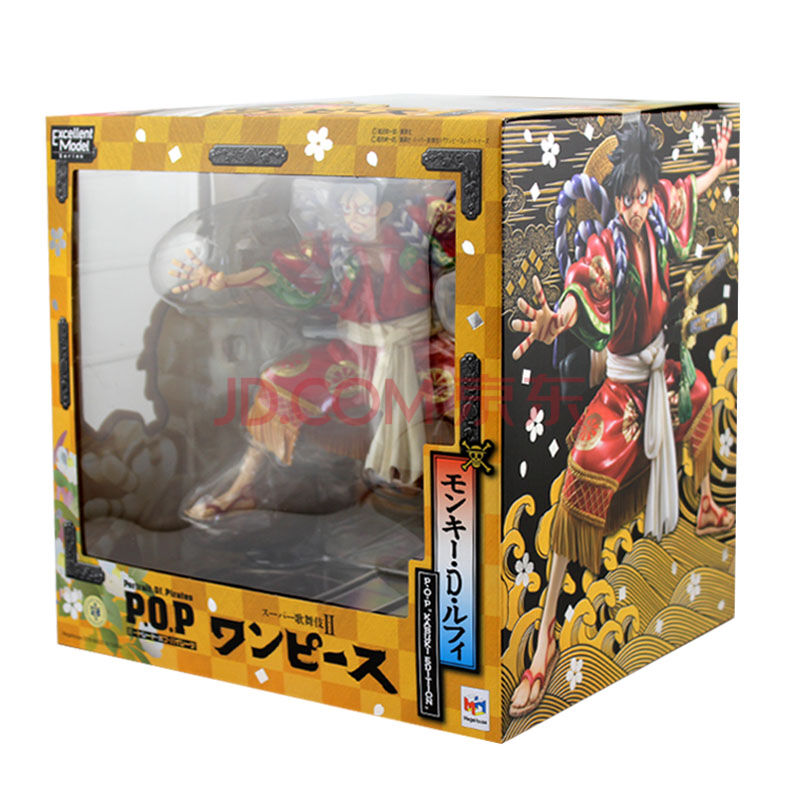 Excellent
Model
Series
JD.COM 京东
モンキー・D・ルフィ
P.O.P "KABUKI EDITION"
Portrait.Of.Pirates
P.O.P
スーパー歌舞伎II
ワンピース
MegaHouse